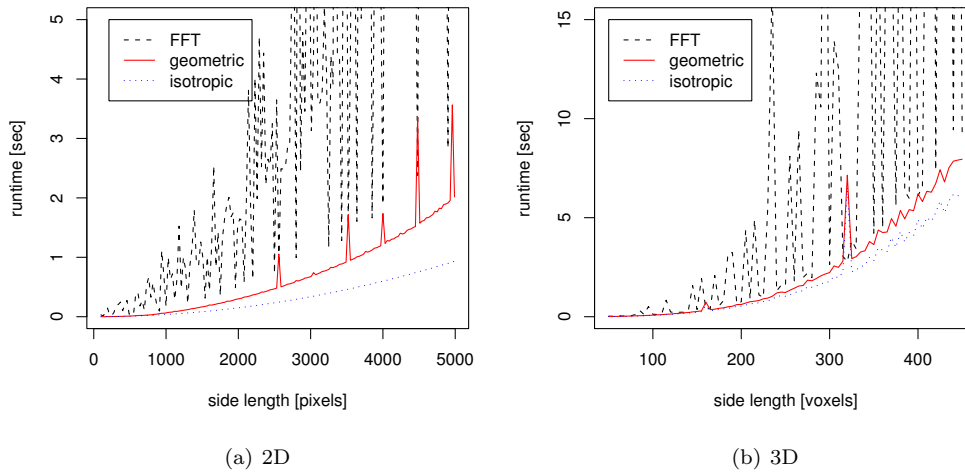 FFT
geometric
isotropic
runtime [sec]
5
4
3
2
1
0
0 1000 2000 3000 4000 5000
side length [pixels]
(a) 2D
FFT
geometric
isotropic
runtime [sec]
15
10
5
0
100 200 300 400
side length [voxels]
(b) 3D